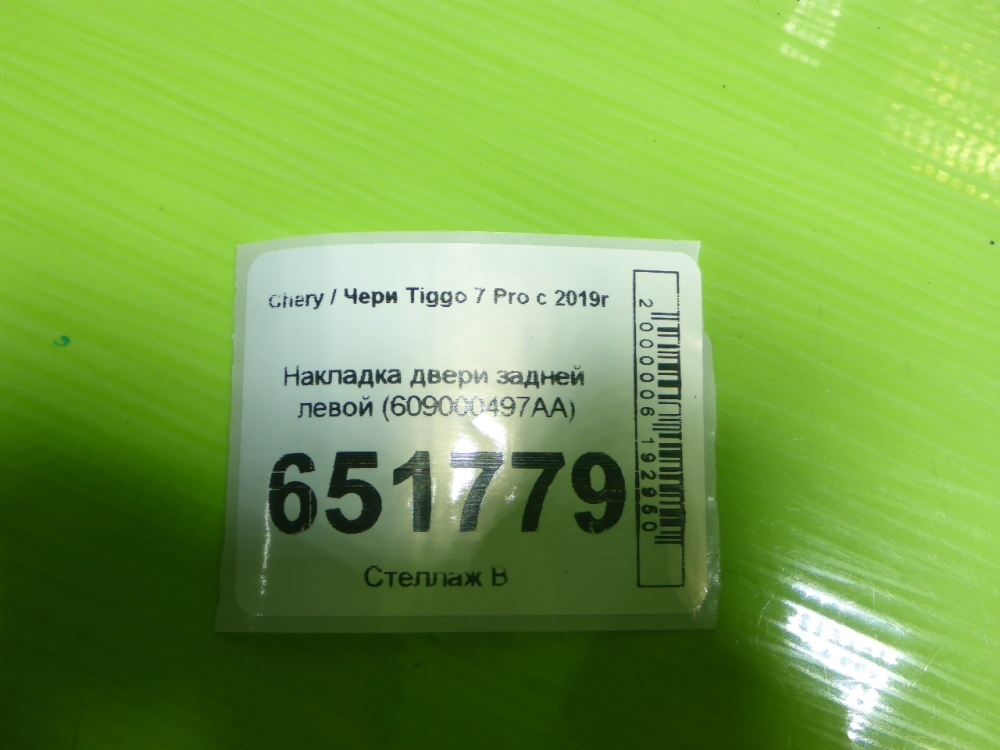 Chery / Чери Tiggo 7 Pro с 2019г
Накладка двери задней
левой (609000497AA)
651779
Стеллаж B
2000006192960